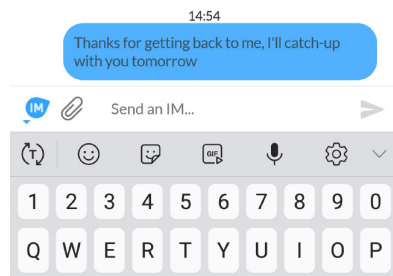 14:54
Thanks for getting back to me, I'll catch-up
with you tomorrow
IM Send an IM...
T GIF
1 2 3 4 5 6 7 8 9 0
Q W E R T Y U I O P